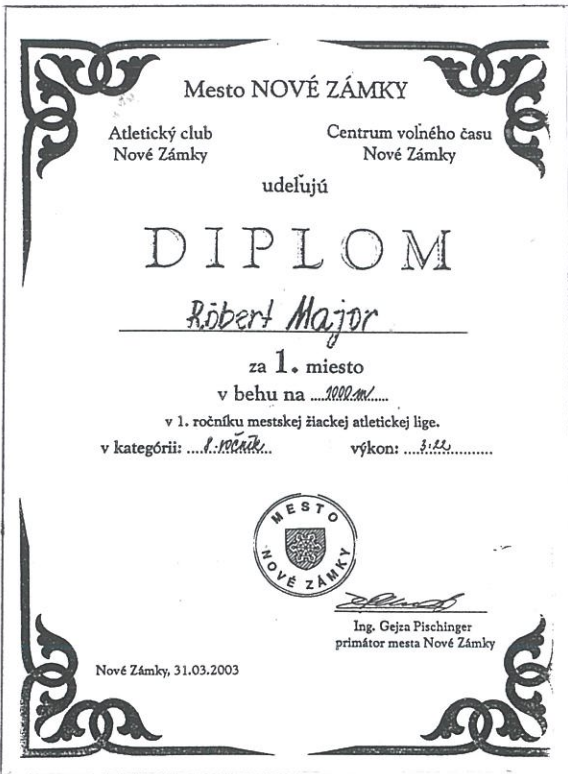 Mesto NOVÉ ZÁMKY
Atletický club
Nové Zámky
Centrum voľného času
Nové Zámky
udeľujú
DIPLOM
Róbert Major
za 1. miesto
v behu na ....1000 m.....
v 1. ročníku mestskej žiackej atletickej lige.
v kategórii: ....8. ročník.. výkon: ....3:22...........
MESTO
NOVÉ ZÁMKY
Ing. Gejza Pischinger
primátor mesta Nové Zámky
Nové Zámky, 31.03.2003